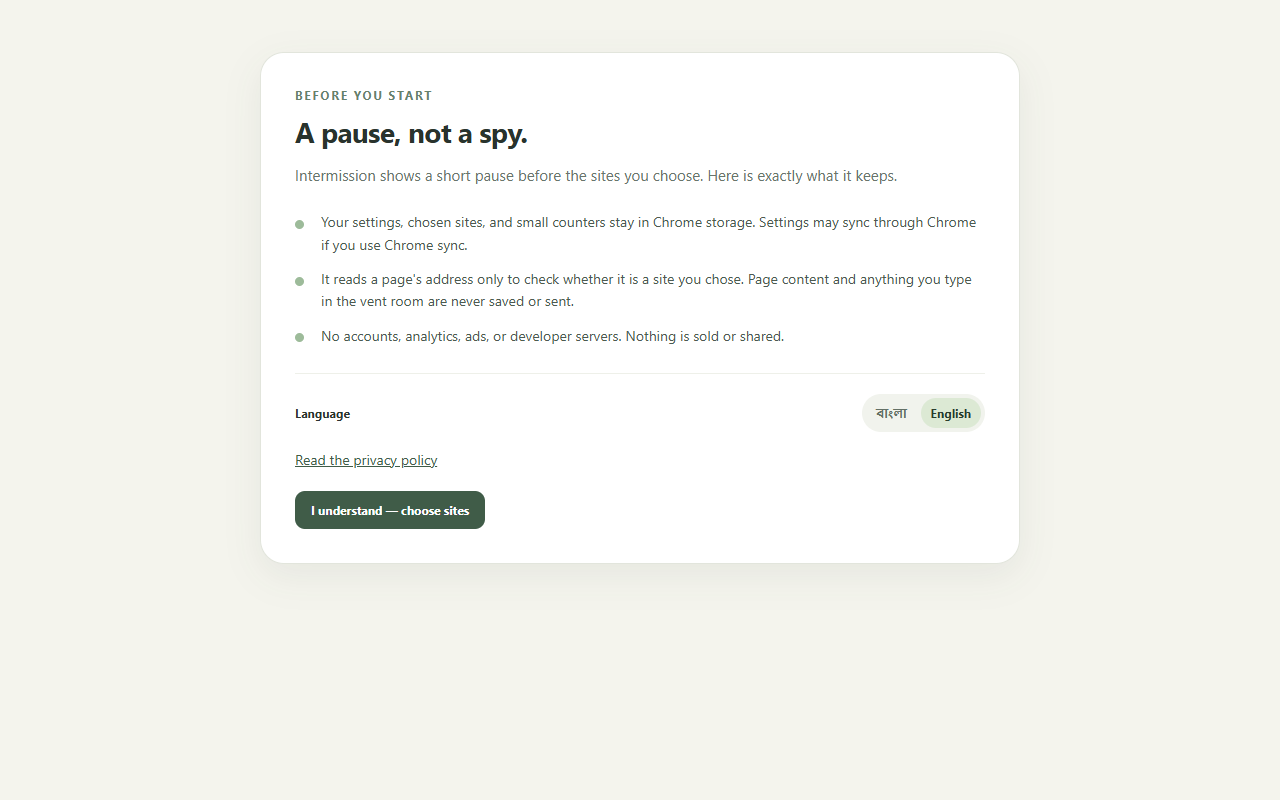 BEFORE YOU START
A pause, not a spy.
Intermission shows a short pause before the sites you choose. Here is exactly what it keeps.
Your settings, chosen sites, and small counters stay in Chrome storage. Settings may sync through Chrome
if you use Chrome sync.
It reads a page's address only to check whether it is a site you chose. Page content and anything you type
in the vent room are never saved or sent.
No accounts, analytics, ads, or developer servers. Nothing is sold or shared.
Language
বাংলা English
Read the privacy policy
I understand — choose sites